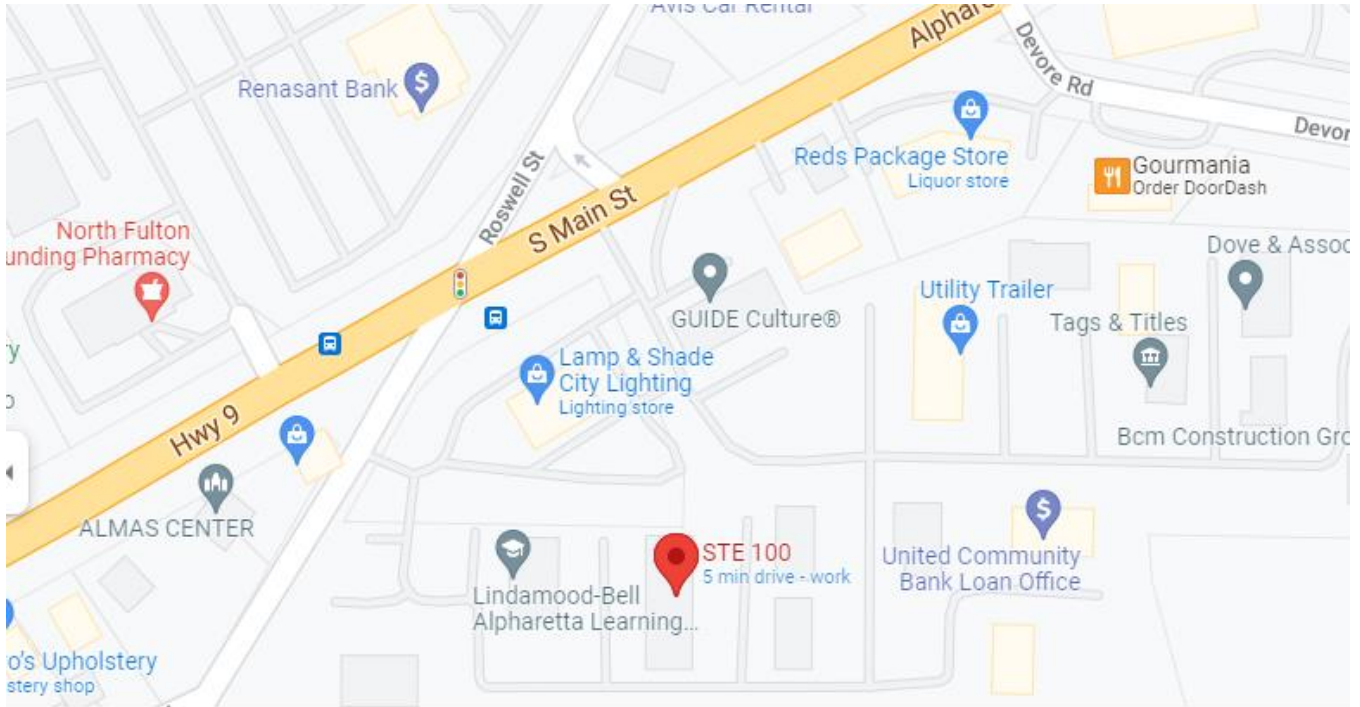 Avis Car Rental
Alphare
Devore Rd
Renasant Bank
Devor
Reds Package Store
Liquor store
Gourmania
Order DoorDash
Roswell St
S Main St
North Fulton
unding Pharmacy
Dove & Assoc
GUIDE Culture®
Utility Trailer
Tags & Titles
Lamp & Shade
City Lighting
Lighting store
Hwy 9
Bcm Construction Gro
ALMAS CENTER
STE 100
5 min drive - work
United Community
Bank Loan Office
Lindamood-Bell
Alpharetta Learning...
o's Upholstery
stery shop